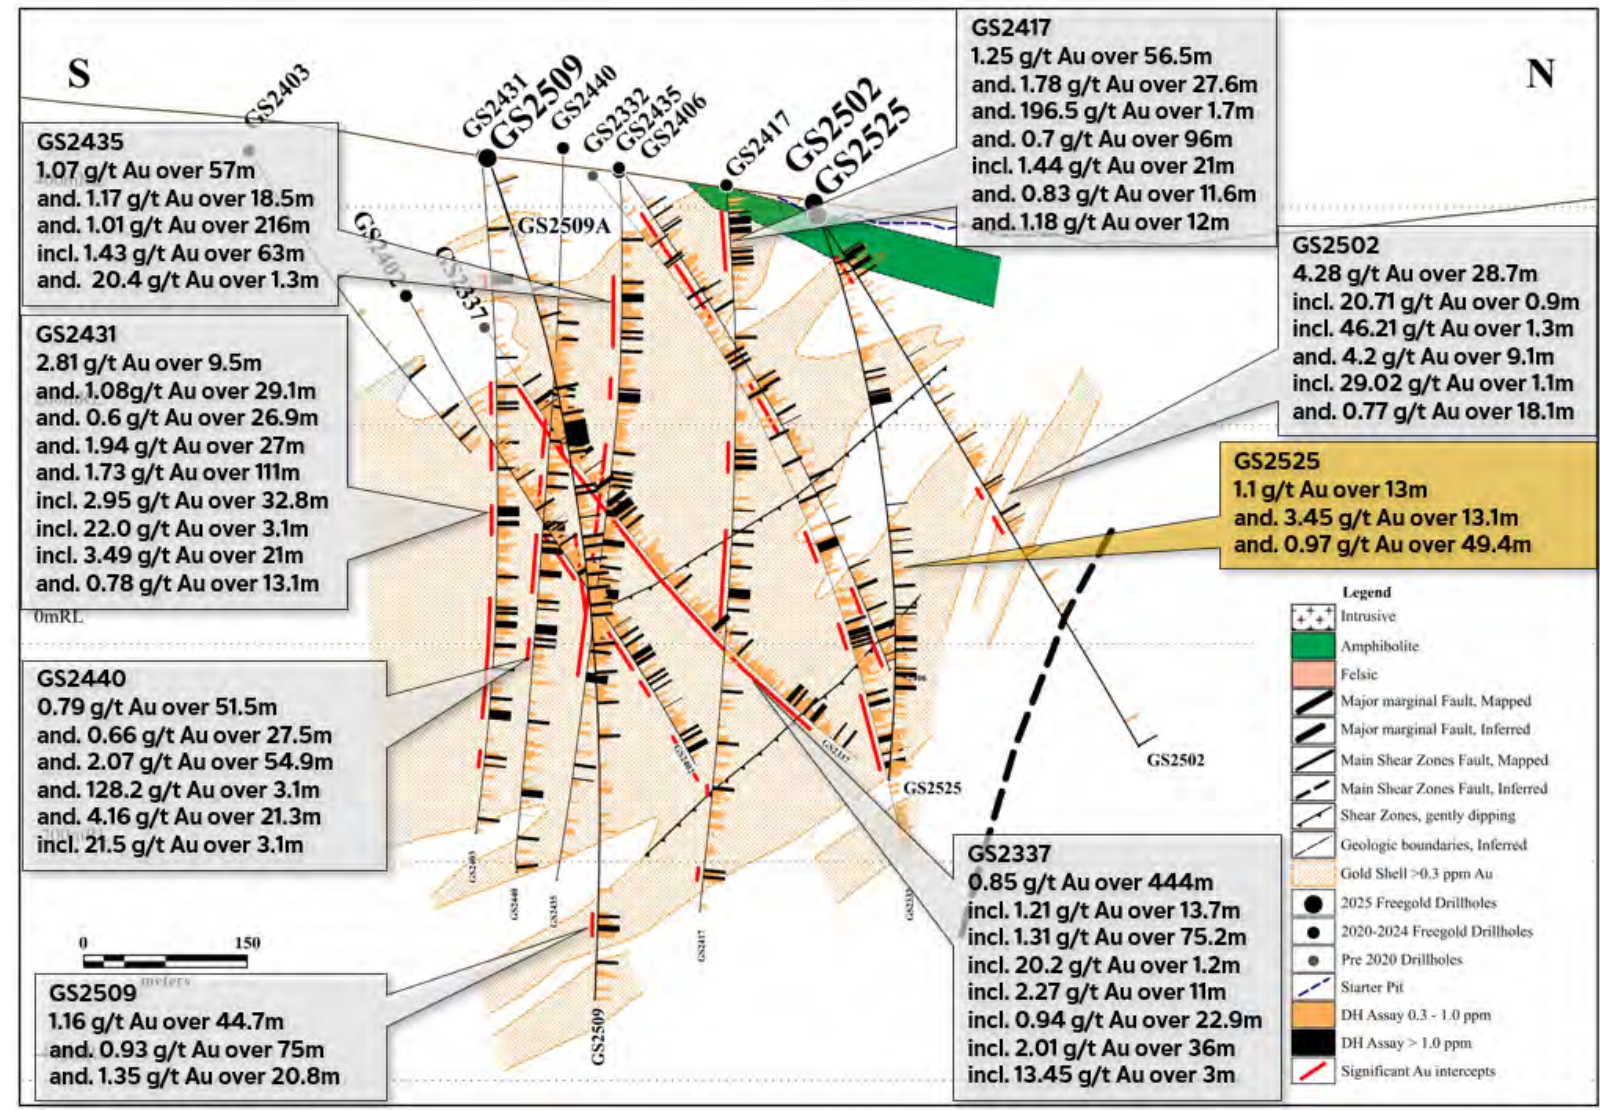 S
N
GS2403
GS2431
GS2509
GS2440
GS2332
GS2435
GS2406
GS2417
GS2502
GS2525
GS2509A
GS2402
GS2337
GS2417
1.25 g/t Au over 56.5m
and. 1.78 g/t Au over 27.6m
and. 196.5 g/t Au over 1.7m
and. 0.7 g/t Au over 96m
incl. 1.44 g/t Au over 21m
and. 0.83 g/t Au over 11.6m
and. 1.18 g/t Au over 12m
GS2435
1.07 g/t Au over 57m
and. 1.17 g/t Au over 18.5m
and. 1.01 g/t Au over 216m
incl. 1.43 g/t Au over 63m
and. 20.4 g/t Au over 1.3m
GS2502
4.28 g/t Au over 28.7m
incl. 20.71 g/t Au over 0.9m
incl. 46.21 g/t Au over 1.3m
and. 4.2 g/t Au over 9.1m
incl. 29.02 g/t Au over 1.1m
and. 0.77 g/t Au over 18.1m
GS2431
2.81 g/t Au over 9.5m
and. 1.08g/t Au over 29.1m
and. 0.6 g/t Au over 26.9m
and. 1.94 g/t Au over 27m
and. 1.73 g/t Au over 111m
incl. 2.95 g/t Au over 32.8m
incl. 22.0 g/t Au over 3.1m
incl. 3.49 g/t Au over 21m
and. 0.78 g/t Au over 13.1m
GS2525
1.1 g/t Au over 13m
and. 3.45 g/t Au over 13.1m
and. 0.97 g/t Au over 49.4m
0mRL
GS2440
0.79 g/t Au over 51.5m
and. 0.66 g/t Au over 27.5m
and. 2.07 g/t Au over 54.9m
and. 128.2 g/t Au over 3.1m
and. 4.16 g/t Au over 21.3m
incl. 21.5 g/t Au over 3.1m
GS2402
GS2337
GS2502
GS2525
GS2403
GS2440
GS2435
GS2417
GS2509
0 150
meters
GS2509
1.16 g/t Au over 44.7m
and. 0.93 g/t Au over 75m
and. 1.35 g/t Au over 20.8m
GS2337
0.85 g/t Au over 444m
incl. 1.21 g/t Au over 13.7m
incl. 1.31 g/t Au over 75.2m
incl. 20.2 g/t Au over 1.2m
incl. 2.27 g/t Au over 11m
incl. 0.94 g/t Au over 22.9m
incl. 2.01 g/t Au over 36m
incl. 13.45 g/t Au over 3m
Legend
Intrusive
Amphibolite
Felsic
Major marginal Fault, Mapped
Major marginal Fault, Inferred
Main Shear Zones Fault, Mapped
Main Shear Zones Fault, Inferred
Shear Zones, gently dipping
Geologic boundaries, Inferred
Gold Shell >0.3 ppm Au
2025 Freegold Drillholes
2020-2024 Freegold Drillholes
Pre 2020 Drillholes
Starter Pit
DH Assay 0.3 - 1.0 ppm
DH Assay > 1.0 ppm
Significant Au intercepts